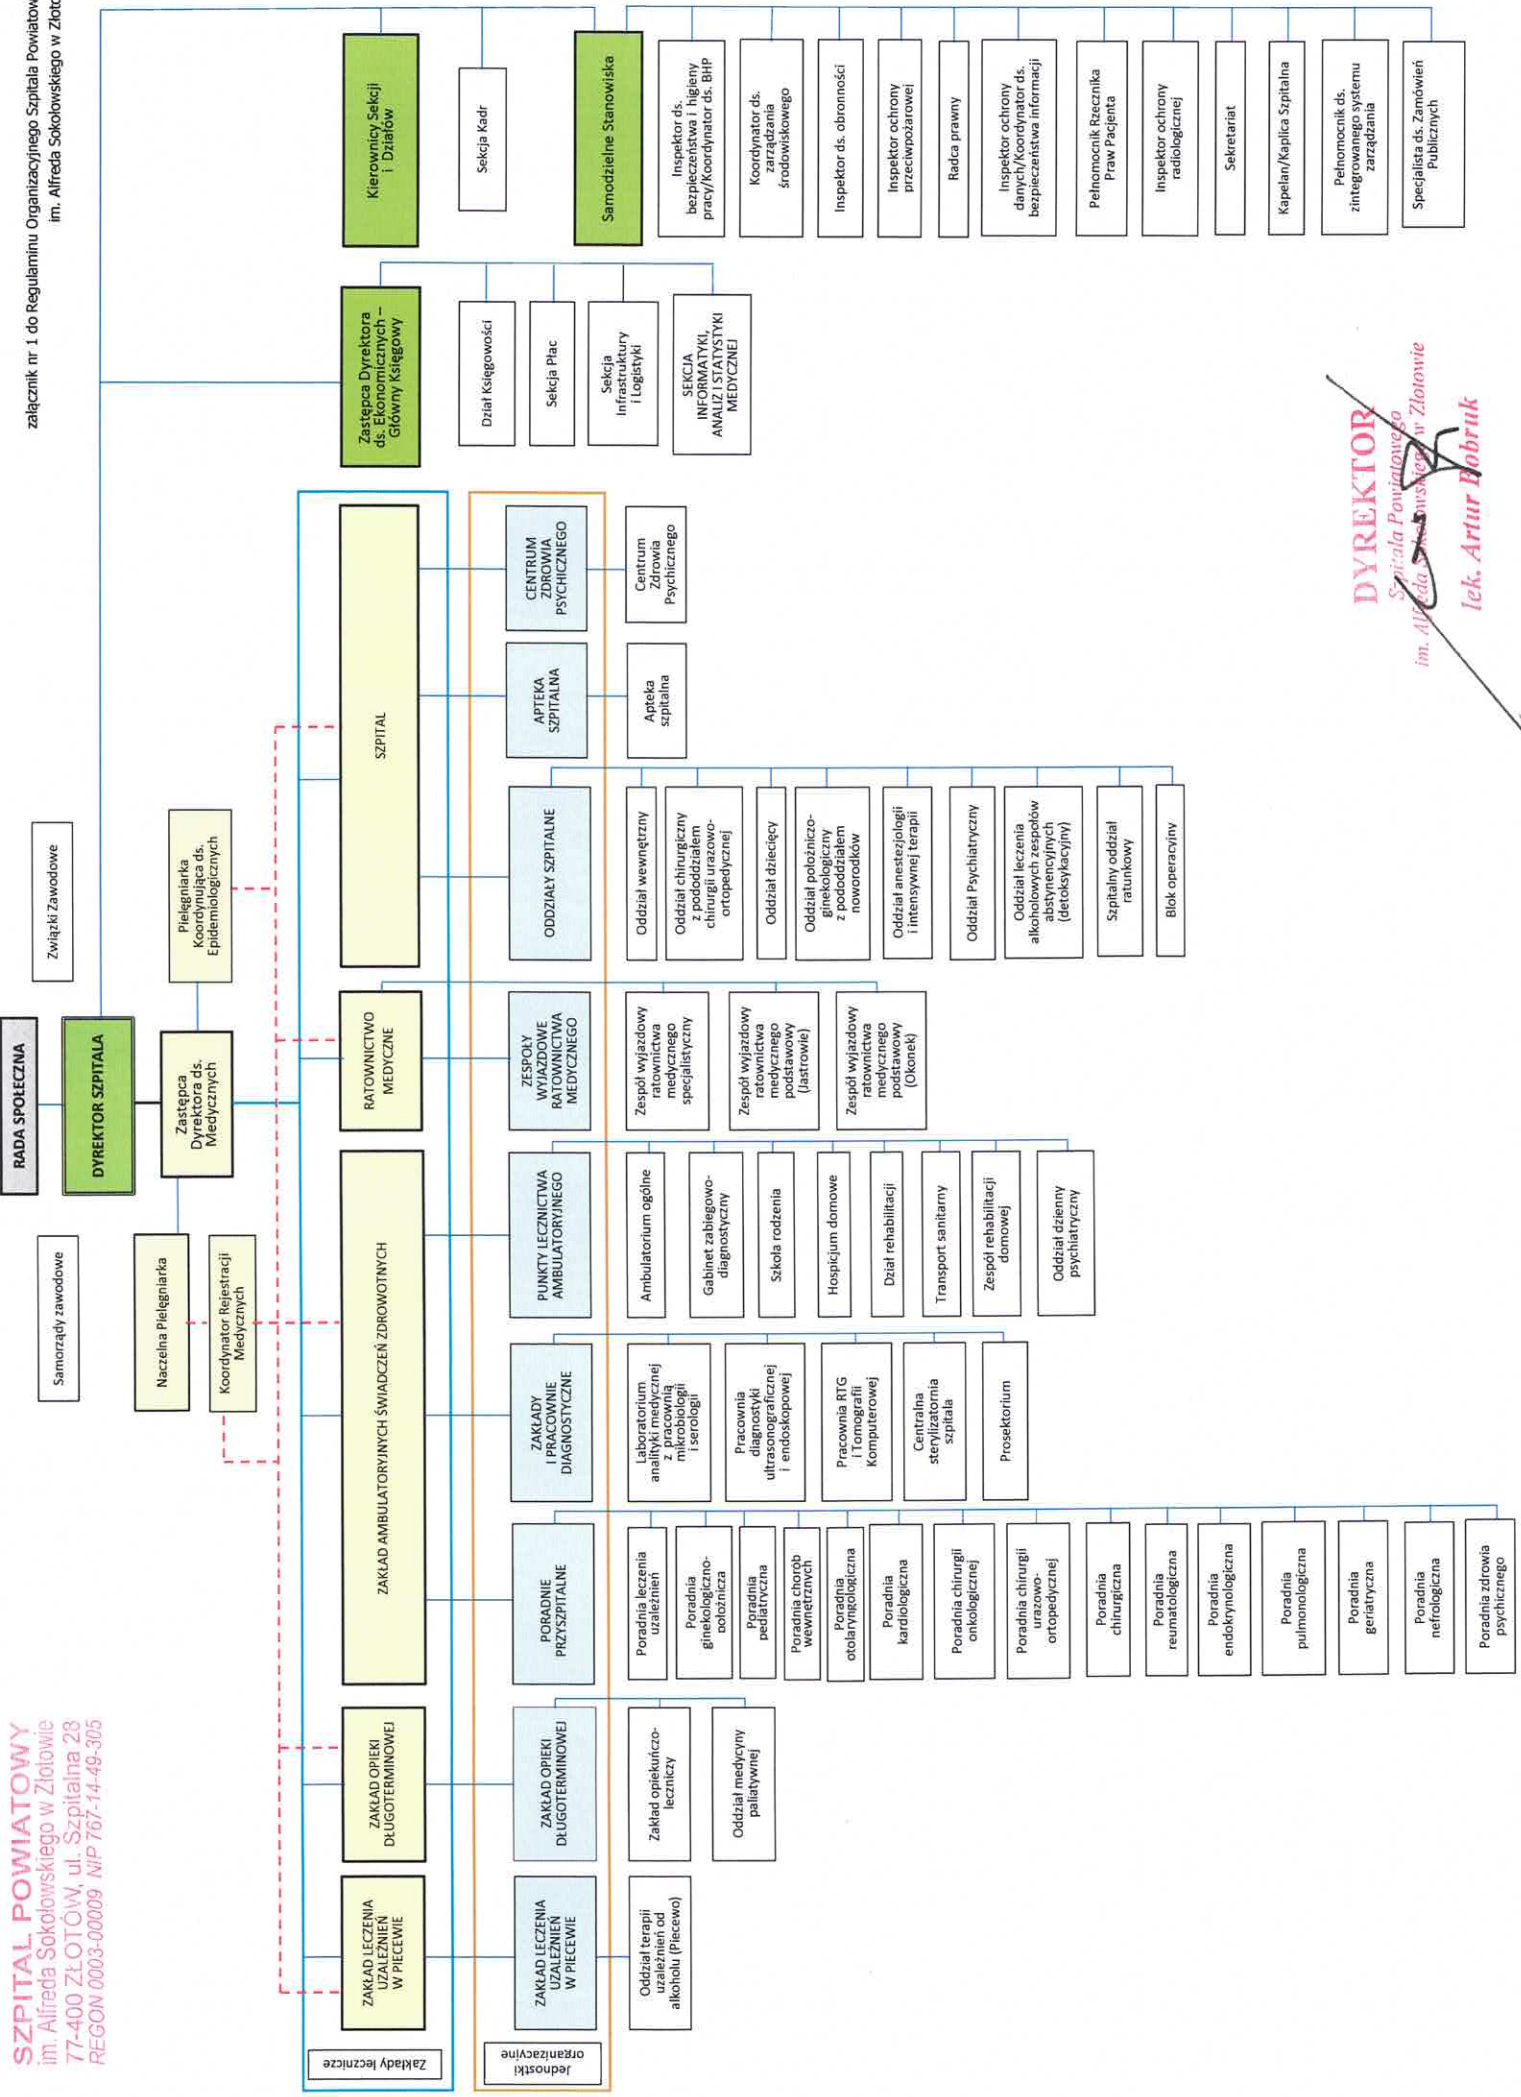 załącznik nr 1 do Regulaminu Organizacyjnego Szpitala
im. Alfreda Sokołowskiego w
SZPITAL POWIATOWY
im. Alfreda Sokołowskiego w Złotowie
77-400 ZŁOTÓW, ul. Szpitalna 28
REGON 0003-00009 NIP 767-14-49-305
RADA SPOŁECZNA
Samorządy zawodowe
Związki Zawodowe
DYREKTOR SZPITALA
Naczelna Pielęgniarka
Zastępca
Dyrektora ds.
Medycznych
Pielęgniarka
Koordynująca ds.
Epidemiologicznych
Koordynator Rejestracji
Medycznych
Zakłady lecznicze
ZAKŁAD LECZENIA
UZALEŻNIEŃ
W PIECEWIE
ZAKŁAD OPIEKI
DŁUGOTERMINOWEJ
ZAKŁAD AMBULATORYJNYCH ŚWIADCZEŃ ZDROWOTNYCH
RATOWNICTWO
MEDYCZNE
SZPITAL
Zastępca Dyrektora
ds. Ekonomicznych –
Główny Księgowy
Kierownicy Sekcji
i Działów
Jednostki
organizacyjne
ZAKŁAD LECZENIA
UZALEŻNIEŃ
W PIECEWIE
Oddział terapii
uzależnień od
alkoholu (Piecewo)
ZAKŁAD OPIEKI
DŁUGOTERMINOWEJ
Zakład opiekuńczo-
leczniczy
Oddział medycyny
paliatywnej
PORADNIE
PRZYSZPITALNE
Poradnia leczenia
uzależnień
Poradnia
ginekologiczno-
położnicza
Poradnia
pediatryczna
Poradnia chorób
wewnętrznych
Poradnia
otolaryngologiczna
Poradnia
kardiologiczna
Poradnia chirurgii
onkologicznej
Poradnia chirurgii
urazowo-
ortopedycznej
Poradnia
chirurgiczna
Poradnia
reumatologiczna
Poradnia
endokrynologiczna
Poradnia
pulmonologiczna
Poradnia
geriatryczna
Poradnia
nefrologiczna
Poradnia zdrowia
psychicznego
ZAKŁADY
I PRACOWNIE
DIAGNOSTYCZNE
Laboratorium
analityki medycznej
z pracownią
mikrobiologii
i serologii
Pracownia
diagnostyki
ultrasonograficznej
i endoskopowej
Pracownia RTG
i Tomografii
Komputerowej
Centralna
sterylizatornia
szpitala
Prosektorium
PUNKTY LECZNICTWA
AMBULATORYJNEGO
Ambulatorium ogólne
Gabinet zabiegowo-
diagnostyczny
Szkoła rodzenia
Hospicjum domowe
Dział rehabilitacji
Transport sanitarny
Zespół rehabilitacji
domowej
Oddział dzienny
psychiatryczny
ZESPOŁY
WYJAZDOWE
RATOWNICTWA
MEDYCZNEGO
Zespół wyjazdowy
ratownictwa
medycznego
specjalistyczny
Zespół wyjazdowy
ratownictwa
medycznego
podstawowy
(Jastrowie)
Zespół wyjazdowy
ratownictwa
medycznego
podstawowy
(Okonek)
ODDZIAŁY SZPITALNE
Oddział wewnętrzny
Oddział chirurgiczny
z pododdziałem
chirurgii urazowo-
ortopedycznej
Oddział dziecięcy
Oddział położniczo-
ginekologiczny
z pododdziałem
noworodków
Oddział anestezjologii
i intensywnej terapii
Oddział Psychiatryczny
Oddział leczenia
alkoholowych zespołów
abstynencyjnych
(detoksykacyjny)
Szpitalny oddział
ratunkowy
Blok operacyjny
APTEKA
SZPITALNA
Apteka
szpitalna
CENTRUM
ZDROWIA
PSYCHICZNEGO
Centrum
Zdrowia
Psychicznego
Dział Księgowości
Sekcja Płac
Sekcja
Infrastruktury
i Logistyki
SEKCJA
INFORMATYKI,
ANALIZ I STATYSTYKI
MEDYCZNEJ
Sekcja Kadr
Samodzielne Stanowiska
Inspektor ds.
bezpieczeństwa i higieny
pracy/Koordynator ds. BHP
Koordynator ds.
zarządzania
środowiskowego
Inspektor ds. obronności
Inspektor ochrony
przeciwpożarowej
Radca prawny
Inspektor ochrony
danych/Koordynator ds.
bezpieczeństwa informacji
Pełnomocnik Rzecznika
Praw Pacjenta
Inspektor ochrony
radiologicznej
Sekretariat
Kapelan/Kaplica Szpitalna
Pełnomocnik ds.
zintegrowanego systemu
zarządzania
Specjalista ds. Zamówień
Publicznych
DYREKTOR
Szpitala Powiatowego
im. Alfreda Sokołowskiego w Złotowie
lek. Artur Bobruk